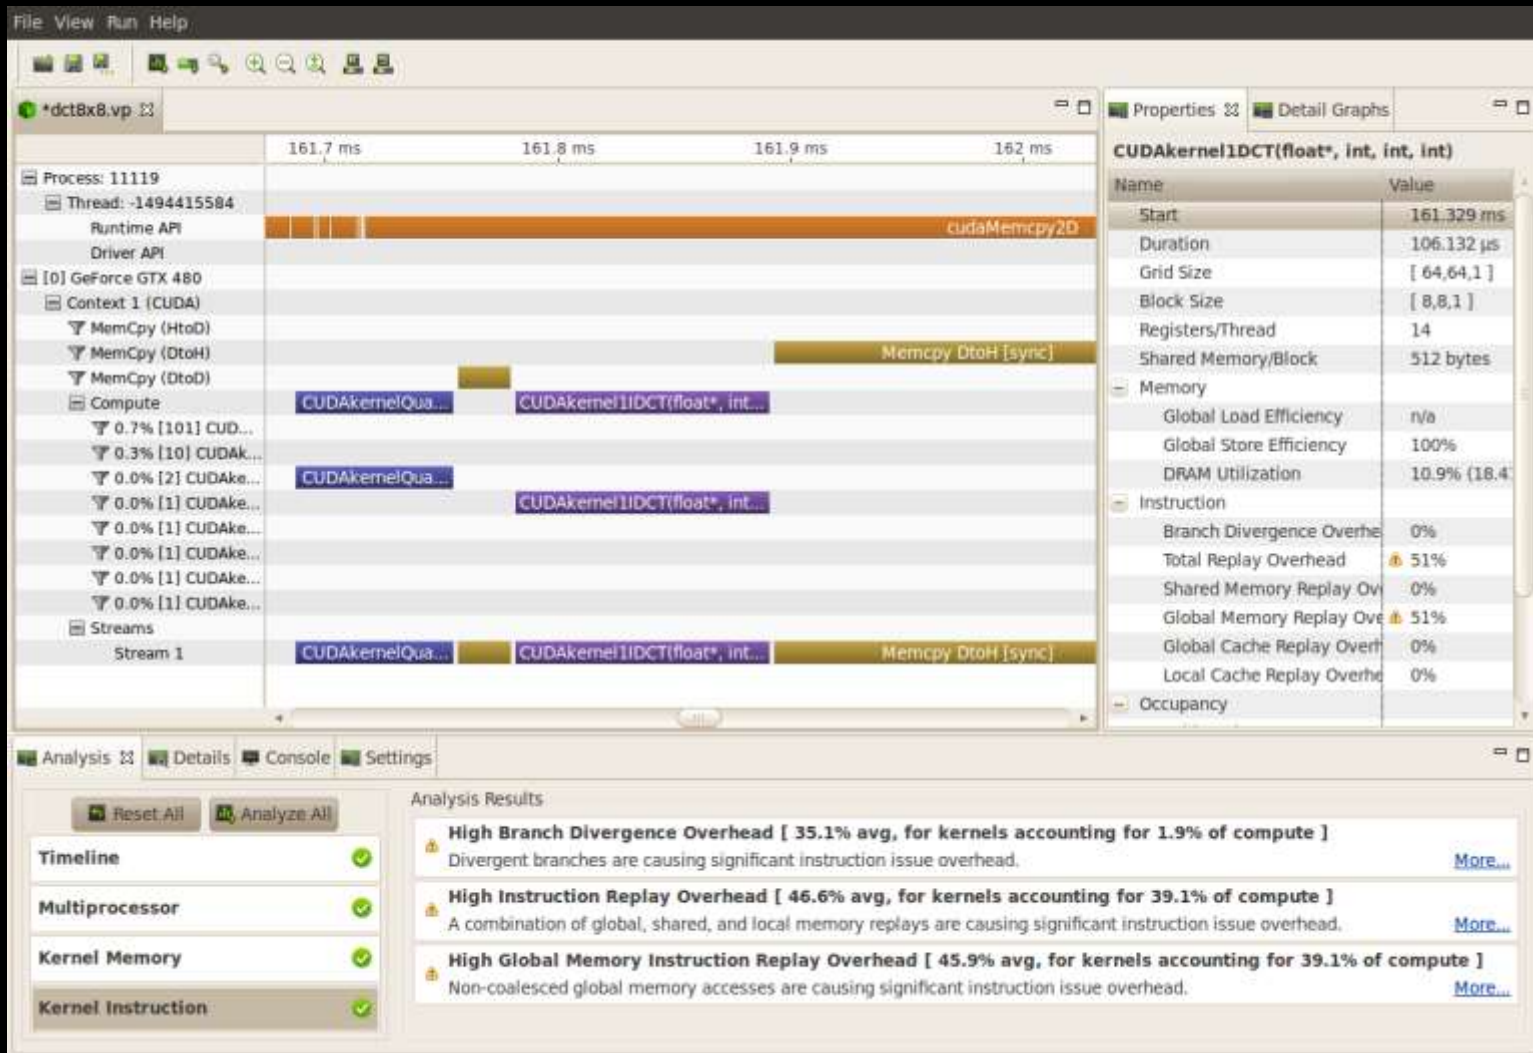 File View Run Help
*dct8x8.vp
161.7 ms 161.8 ms 161.9 ms 162 ms
Process: 11119
Thread: -1494415584
Runtime API cudaMemcpy2D
Driver API
[0] GeForce GTX 480
Context 1 (CUDA)
MemCpy (HtoD)
MemCpy (DtoH) Memcpy DtoH [sync]
MemCpy (DtoD)
Compute CUDAkernelQua... CUDAkernel1IDCT(float*, int...
0.7% [101] CUD...
0.3% [10] CUDAk...
0.0% [2] CUDAke... CUDAkernelQua...
0.0% [1] CUDAke... CUDAkernel1IDCT(float*, int...
0.0% [1] CUDAke...
0.0% [1] CUDAke...
0.0% [1] CUDAke...
0.0% [1] CUDAke...
Streams
Stream 1 CUDAkernelQua... CUDAkernel1IDCT(float*, int... Memcpy DtoH [sync]
Properties Detail Graphs
CUDAkernel1DCT(float*, int, int, int)
Name Value
Start 161.329 ms
Duration 106.132 µs
Grid Size [ 64,64,1 ]
Block Size [ 8,8,1 ]
Registers/Thread 14
Shared Memory/Block 512 bytes
Memory
Global Load Efficiency n/a
Global Store Efficiency 100%
DRAM Utilization 10.9% (18.4
Instruction
Branch Divergence Overhe 0%
Total Replay Overhead 51%
Shared Memory Replay Ov 0%
Global Memory Replay Ove 51%
Global Cache Replay Overh 0%
Local Cache Replay Overhe 0%
Occupancy
Analysis Details Console Settings
Reset All Analyze All
Timeline
Multiprocessor
Kernel Memory
Kernel Instruction
Analysis Results
High Branch Divergence Overhead [ 35.1% avg, for kernels accounting for 1.9% of compute ]
Divergent branches are causing significant instruction issue overhead. More...
High Instruction Replay Overhead [ 46.6% avg, for kernels accounting for 39.1% of compute ]
A combination of global, shared, and local memory replays are causing significant instruction issue overhead. More...
High Global Memory Instruction Replay Overhead [ 45.9% avg, for kernels accounting for 39.1% of compute ]
Non-coalesced global memory accesses are causing significant instruction issue overhead. More...